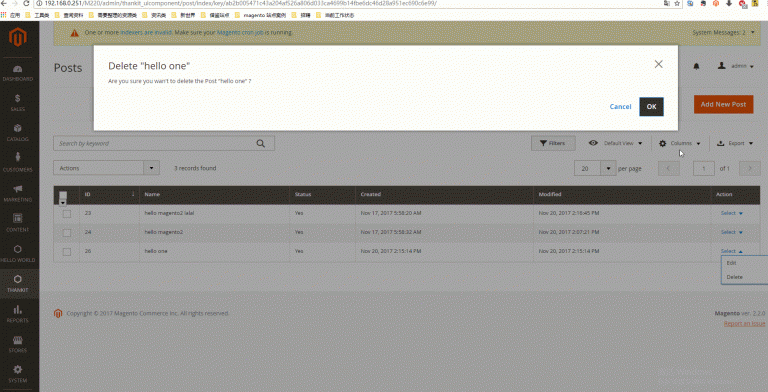 192.168.0.251/M220/admin/thankit_uicomponent/post/index/key/
应用 工具类 查阅资料 需要整理的资源类 资讯类 新世界 搜索站点 magento 站点案例 招聘 当前工作状态
One or more indexers are invalid. Make sure your Magento cron job is running.
System Messages: 2
Posts
admin
Delete "hello one"
Are you sure you wan't to delete the Post "hello one" ?
Cancel OK
Add New Post
DASHBOARD
SALES
CATALOG
CUSTOMERS
MARKETING
CONTENT
HELLO WORLD
THANKIT
REPORTS
STORES
SYSTEM
Search by keyword
Filters Default View Columns Export
Actions 3 records found 20 per page 1 of 1
ID Name Status Created Modified Action
23 hello magento2 lalal Yes Nov 17, 2017 5:58:20 AM Nov 20, 2017 2:16:45 PM Select
24 hello magento2 Yes Nov 17, 2017 5:58:32 AM Nov 20, 2017 2:07:21 PM Select
26 hello one Yes Nov 20, 2017 2:15:14 PM Nov 20, 2017 2:15:14 PM Select
Edit
Delete
Copyright © 2017 Magento Commerce Inc. All rights reserved.
Magento ver. 2.2.0
Report an Issue